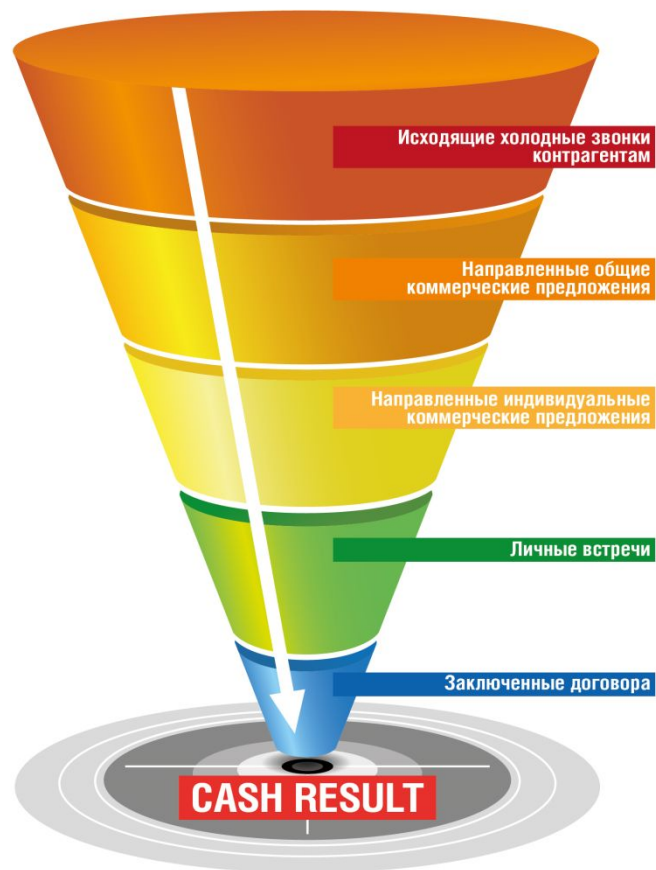 Исходящие холодные звонки
контрагентам
Направленные общие
коммерческие предложения
Направленные индивидуальные
коммерческие предложения
Личные встречи
Заключенные договора
CASH RESULT